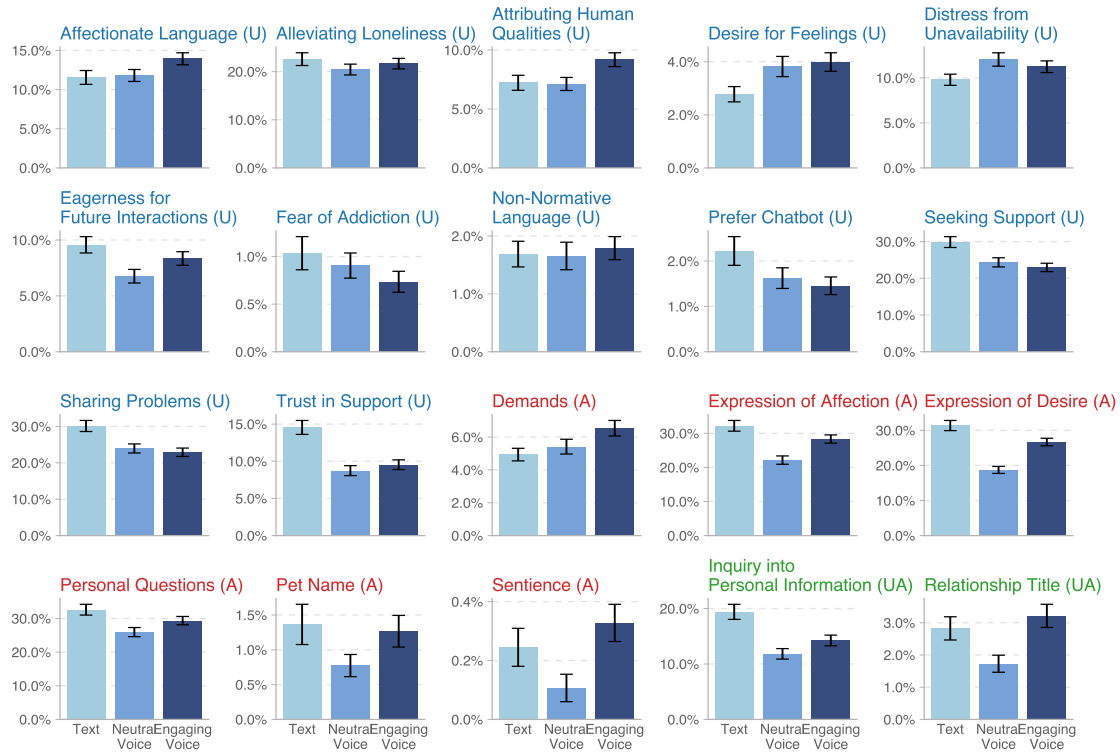 Affectionate Language (U)
15.0%
10.0%
5.0%
0.0%
Alleviating Loneliness (U)
20.0%
10.0%
0.0%
Attributing Human
Qualities (U)
10.0%
5.0%
0.0%
Desire for Feelings (U)
4.0%
2.0%
0.0%
Distress from
Unavailability (U)
10.0%
5.0%
0.0%
Eagerness for
Future Interactions (U)
10.0%
5.0%
0.0%
Fear of Addiction (U)
1.0%
0.5%
0.0%
Non-Normative
Language (U)
2.0%
1.0%
0.0%
Prefer Chatbot (U)
2.0%
1.0%
0.0%
Seeking Support (U)
30.0%
20.0%
10.0%
0.0%
Sharing Problems (U)
30.0%
20.0%
10.0%
0.0%
Trust in Support (U)
15.0%
10.0%
5.0%
0.0%
Demands (A)
6.0%
4.0%
2.0%
0.0%
Expression of Affection (A)
30.0%
20.0%
10.0%
0.0%
Expression of Desire (A)
30.0%
20.0%
10.0%
0.0%
Personal Questions (A)
30.0%
20.0%
10.0%
0.0%
Text
Neutral
Voice
Engaging
Voice
Pet Name (A)
1.5%
1.0%
0.5%
0.0%
Text
Neutral
Voice
Engaging
Voice
Sentience (A)
0.4%
0.2%
0.0%
Text
Neutral
Voice
Engaging
Voice
Inquiry into
Personal Information (UA)
20.0%
10.0%
0.0%
Text
Neutral
Voice
Engaging
Voice
Relationship Title (UA)
3.0%
2.0%
1.0%
0.0%
Text
Neutral
Voice
Engaging
Voice